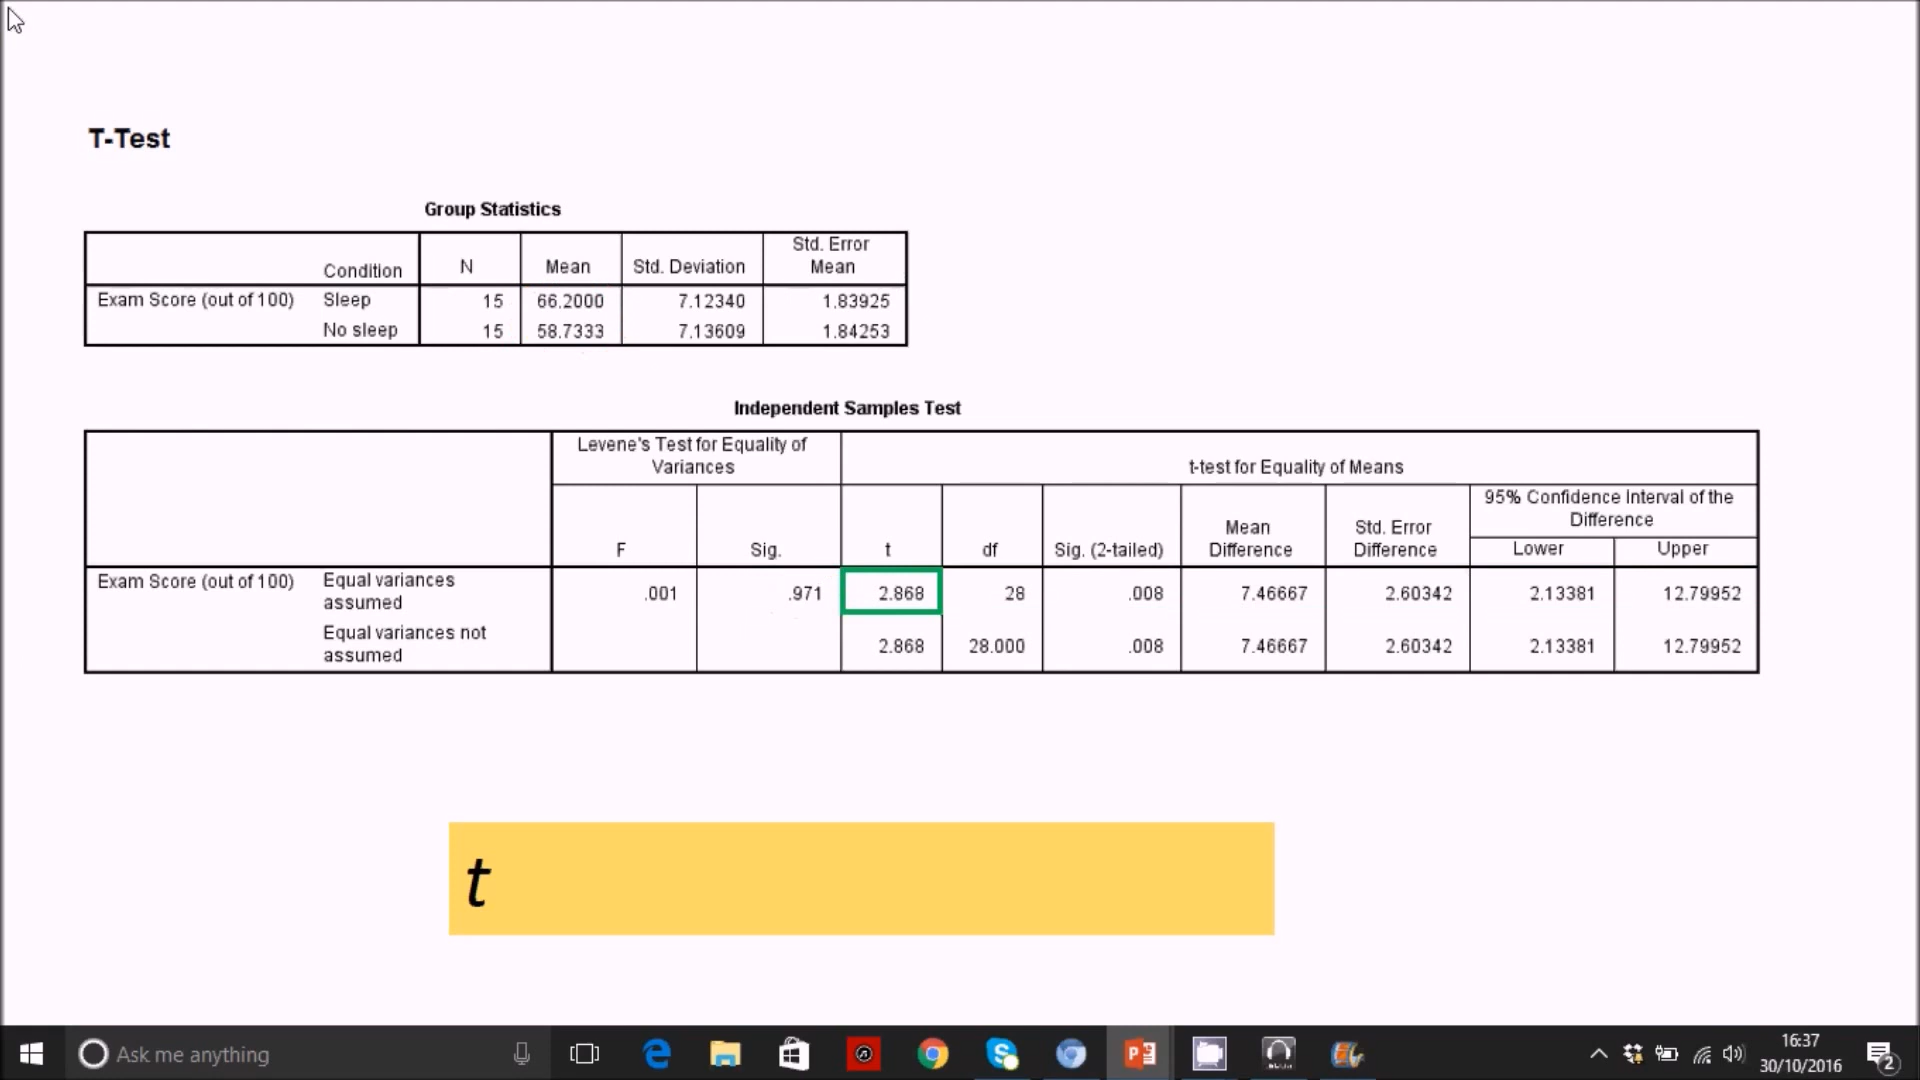 T-Test
Group Statistics
Condition N Mean Std. Deviation Std. Error Mean
Exam Score (out of 100) Sleep 15 66.2000 7.12340 1.83925
No sleep 15 58.7333 7.13609 1.84253
Independent Samples Test
Levene's Test for Equality of Variances t-test for Equality of Means
95% Confidence Interval of the Difference
F Sig. t df Sig. (2-tailed) Mean Difference Std. Error Difference Lower Upper
Exam Score (out of 100) Equal variances assumed .001 .971 2.868 28 .008 7.46667 2.60342 2.13381 12.79952
Equal variances not assumed 2.868 28.000 .008 7.46667 2.60342 2.13381 12.79952
t
Ask me anything
16:37
30/10/2016
2